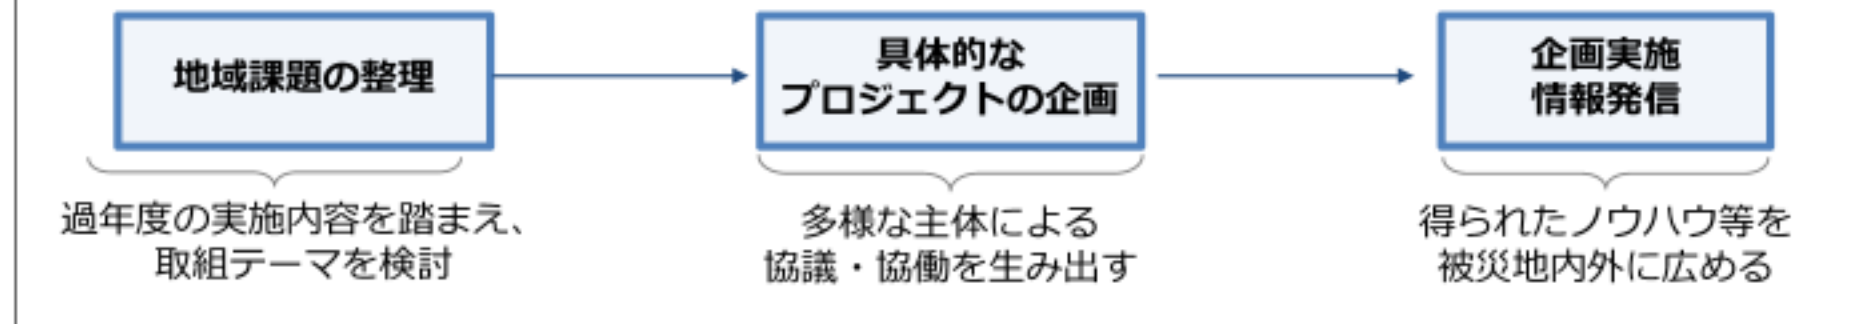 地域課題の整理
具体的な
プロジェクトの企画
企画実施
情報発信
過年度の実施内容を踏まえ、
取組テーマを検討
多様な主体による
協議・協働を生み出す
得られたノウハウ等を
被災地内外に広める